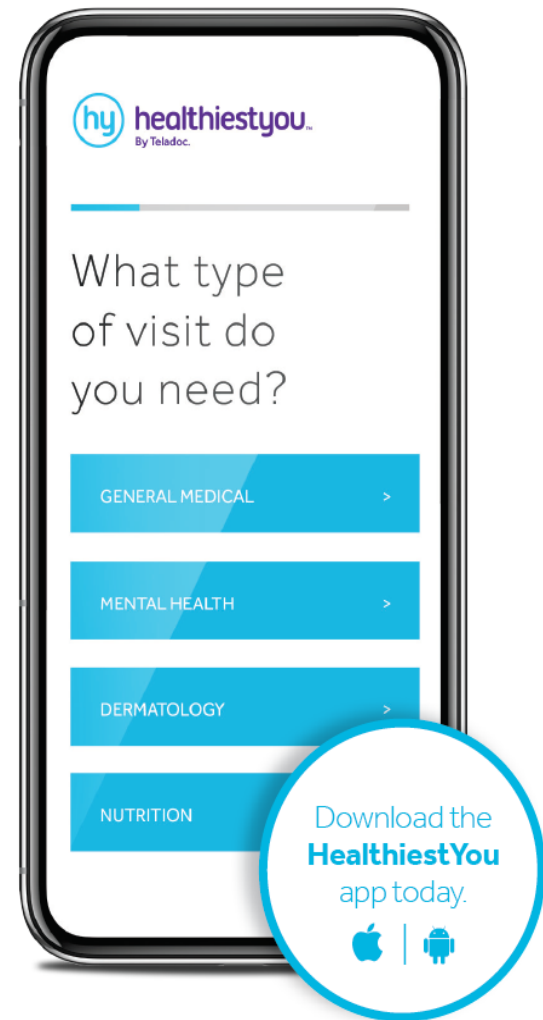 hy healthiestyou™
By Teladoc.
What type
of visit do
you need?
GENERAL MEDICAL >
MENTAL HEALTH >
DERMATOLOGY >
NUTRITION
Download the
HealthiestYou
app today.